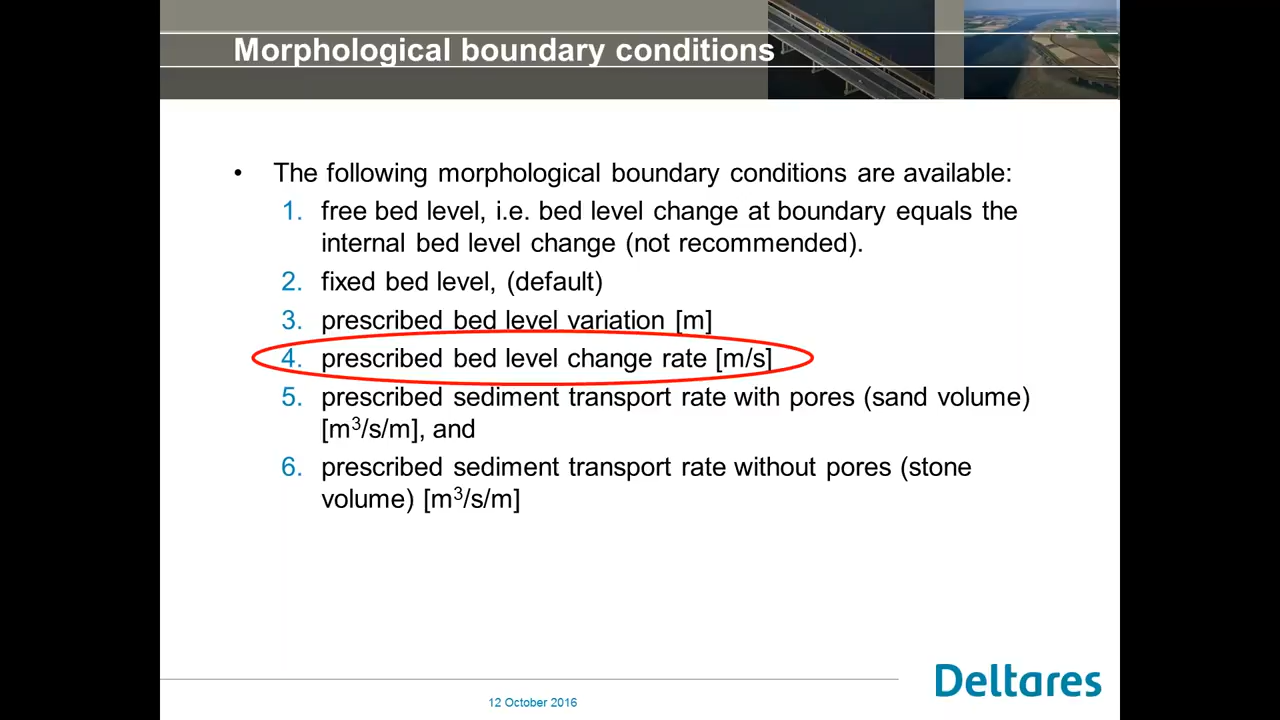 Morphological boundary conditions
• The following morphological boundary conditions are available:
1. free bed level, i.e. bed level change at boundary equals the
internal bed level change (not recommended).
2. fixed bed level, (default)
3. prescribed bed level variation [m]
4. prescribed bed level change rate [m/s]
5. prescribed sediment transport rate with pores (sand volume)
[m³/s/m], and
6. prescribed sediment transport rate without pores (stone
volume) [m³/s/m]
12 October 2016
Deltares